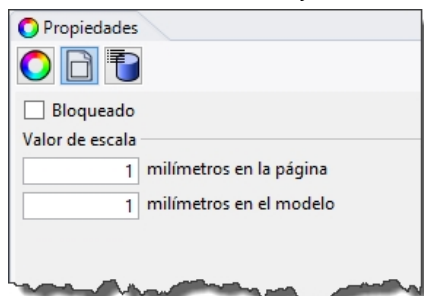 Propiedades
Bloqueado
Valor de escala
1 milímetros en la página
1 milímetros en el modelo